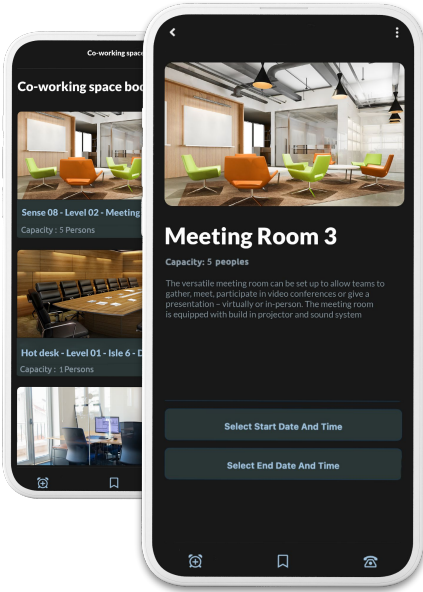 Co-working space
Co-working space boo
Sense 08 - Level 02 - Meeting
Capacity : 5 Persons
Hot desk - Level 01 - Isle 6 - D
Capacity : 1 Persons
Meeting Room 3
Capacity: 5 peoples
The versatile meeting room can be set up to allow teams to
gather, meet, participate in video conferences or give a
presentation – virtually or in-person. The meeting room
is equipped with build in projector and sound system
Select Start Date And Time
Select End Date And Time